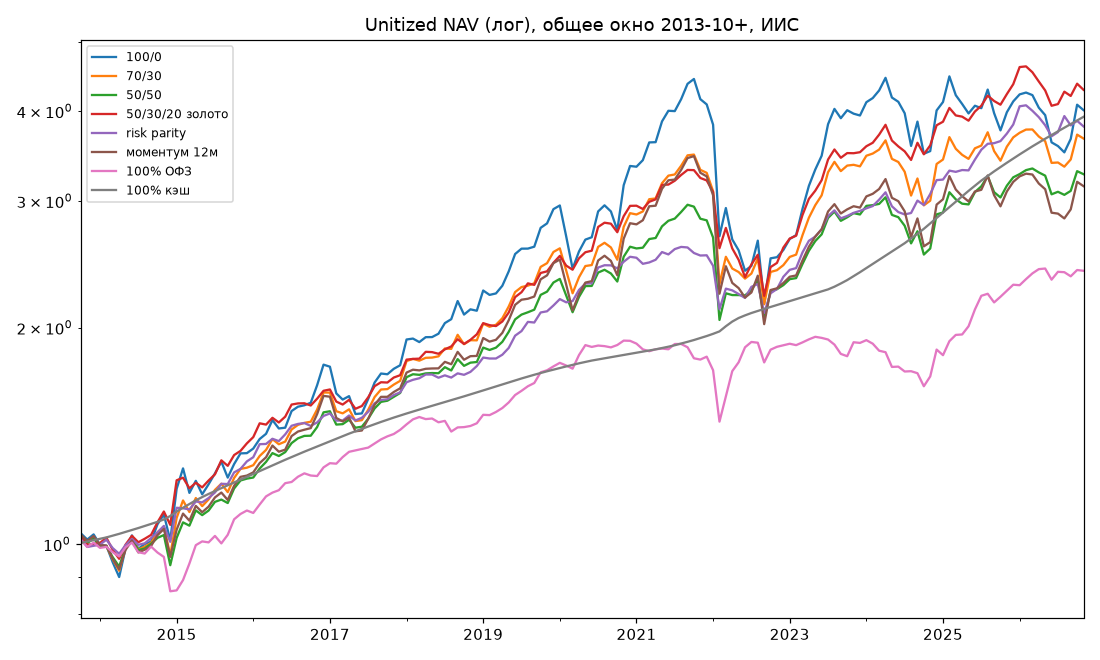 Unitized NAV (лог), общее окно 2013-10+, ИИС
100/0
70/30
50/50
50/30/20 золото
risk parity
моментум 12м
100% ОФЗ
100% кэш
4 × 10⁰
3 × 10⁰
2 × 10⁰
10⁰
2015 2017 2019 2021 2023 2025